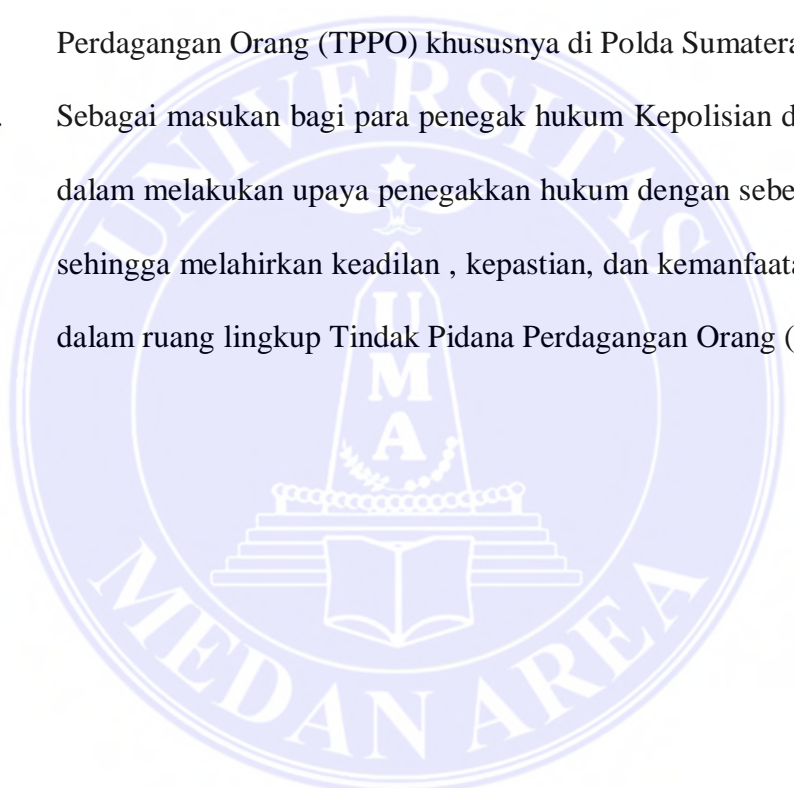 Perdagangan Orang (TPPO) khususnya di Polda Sumatera
. Sebagai masukan bagi para penegak hukum Kepolisian
dalam melakukan upaya penegakkan hukum dengan
sehingga melahirkan keadilan , kepastian, dan
dalam ruang lingkup Tindak Pidana Perdagangan Orang (
UNIVERSITAS
U
M
A
MEDAN AREA